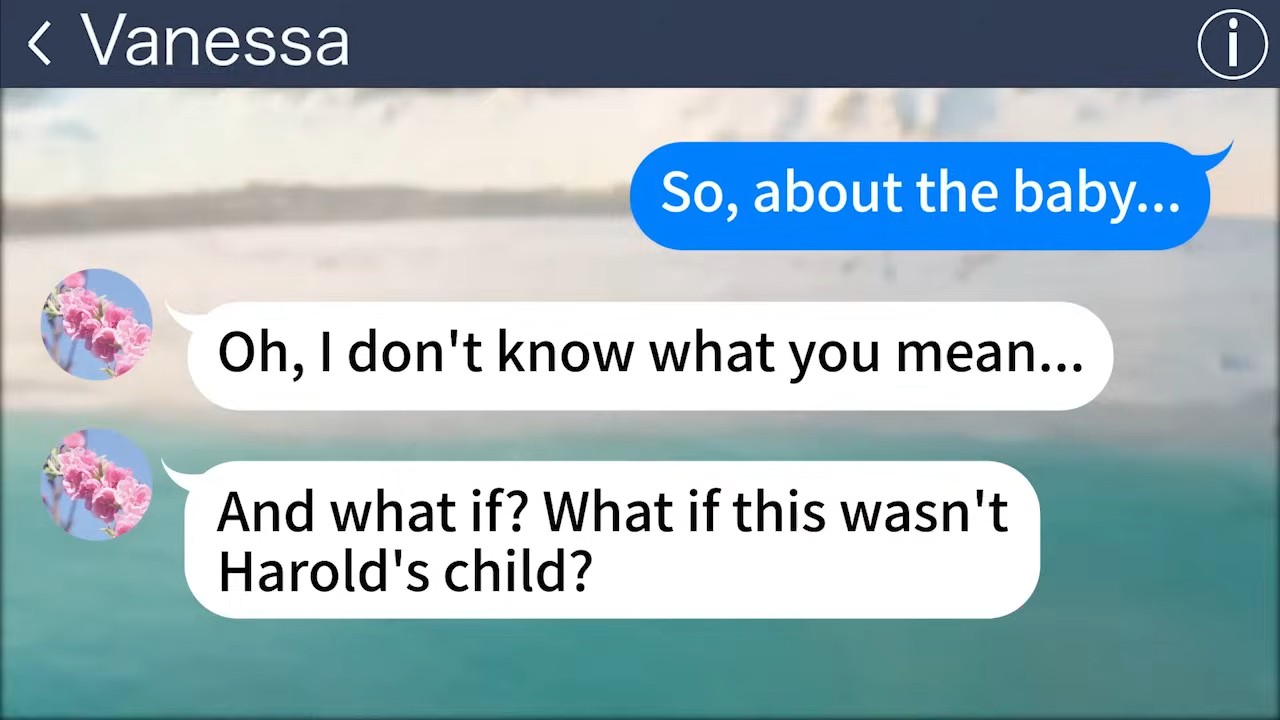 Vanessa
So, about the baby...
Oh, I don't know what you mean...
And what if? What if this wasn't
Harold's child?